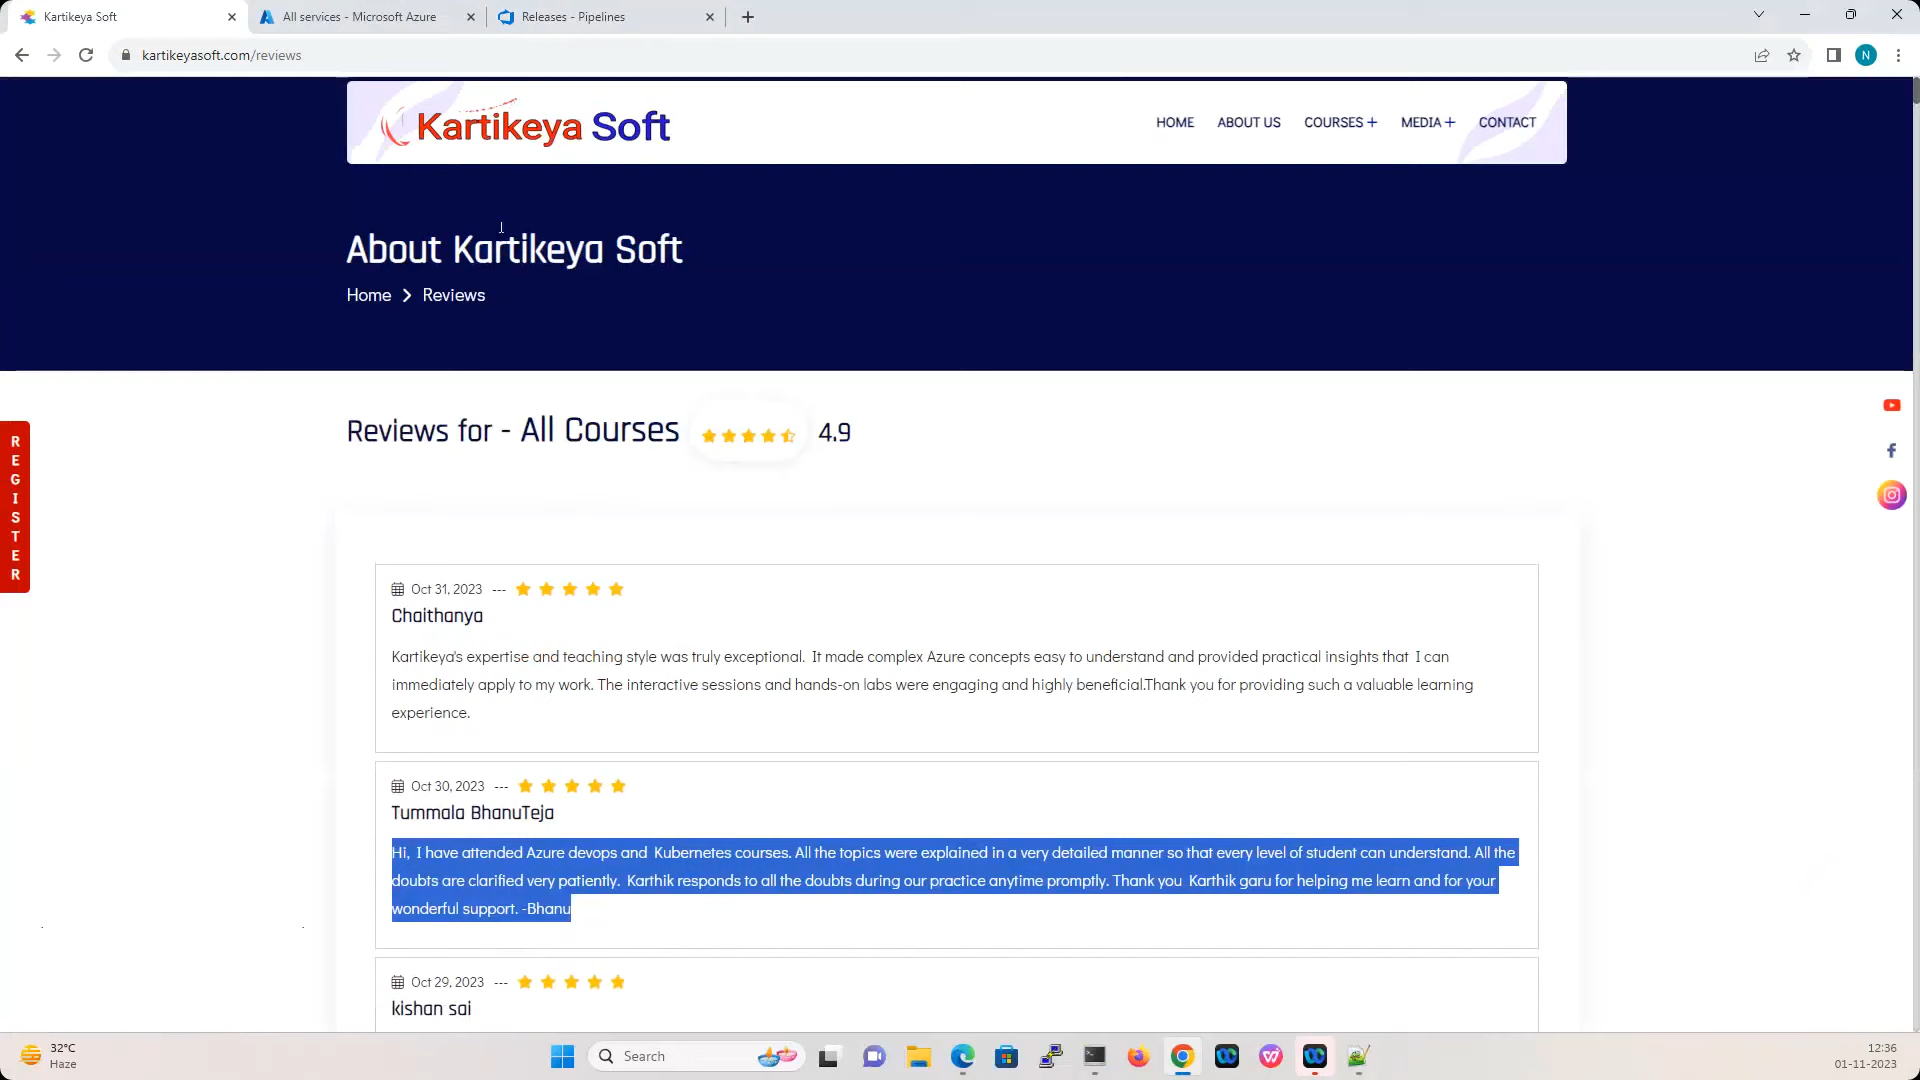 Kartikeya Soft
All services - Microsoft Azure
Releases - Pipelines
kartikeyasoft.com/reviews
N
Kartikeya Soft
HOME
ABOUT US
COURSES +
MEDIA +
CONTACT
About Kartikeya Soft
Home
Reviews
Reviews for - All Courses
4.9
REGISTER
Oct 31, 2023 ---
Chaithanya
Kartikeya's expertise and teaching style was truly exceptional. It made complex Azure concepts easy to understand and provided practical insights that I can
immediately apply to my work. The interactive sessions and hands-on labs were engaging and highly beneficial.Thank you for providing such a valuable learning
experience.
Oct 30, 2023 ---
Tummala BhanuTeja
Hi, I have attended Azure devops and Kubernetes courses. All the topics were explained in a very detailed manner so that every level of student can understand. All the
doubts are clarified very patiently. Karthik responds to all the doubts during our practice anytime promptly. Thank you Karthik garu for helping me learn and for your
wonderful support. -Bhanu
Oct 29, 2023 ---
kishan sai
32°C
Haze
Search
12:36
01-11-2023